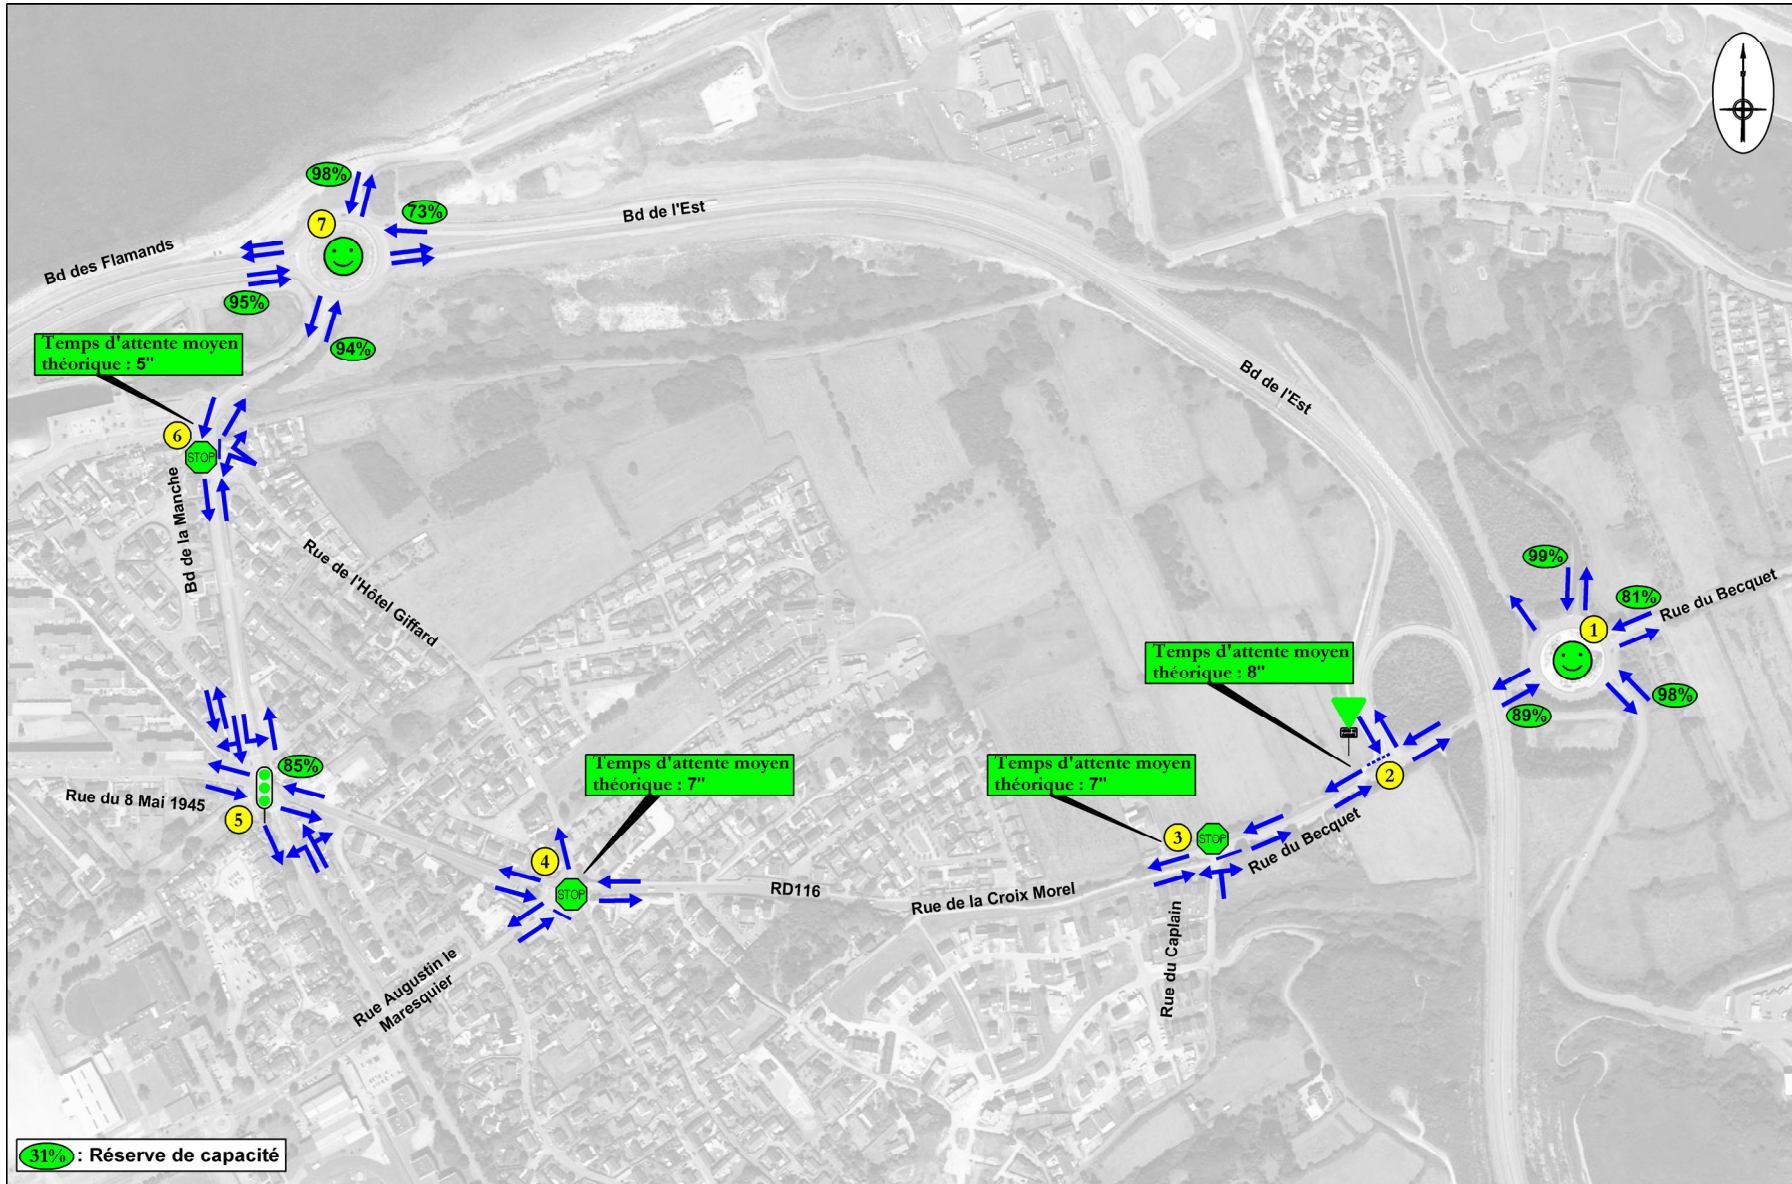 98%
7
73%
Bd de l'Est
Bd des Flamands
95%
94%
Temps d'attente moyen
théorique : 5"
6
STOP
Bd de la Manche
Rue de l'Hôtel Giffard
Bd de l'Est
99%
81%
Rue du Becquet
1
98%
89%
Temps d'attente moyen
théorique : 8"
2
85%
Rue du 8 Mai 1945
5
Temps d'attente moyen
théorique : 7"
4
STOP
Temps d'attente moyen
théorique : 7"
3
STOP
Rue du Becquet
RD116
Rue de la Croix Morel
Rue du Caplain
Rue Augustin le
Maresquier
31% : Réserve de capacité